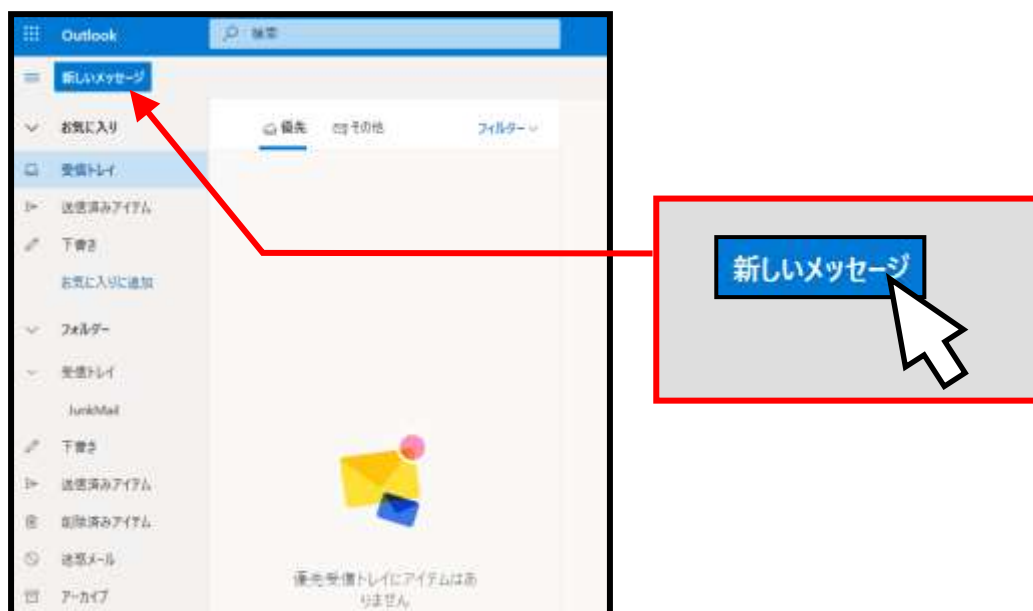 Outlook
検索
新しいメッセージ
お気に入り
優先 その他 フィルター
受信トレイ
送信済みアイテム
下書き
お気に入りに追加
フォルダー
受信トレイ
JunkMail
下書き
送信済みアイテム
削除済みアイテム
迷惑メール
アーカイブ
優先受信トレイにアイテムはあ
りません
新しいメッセージ